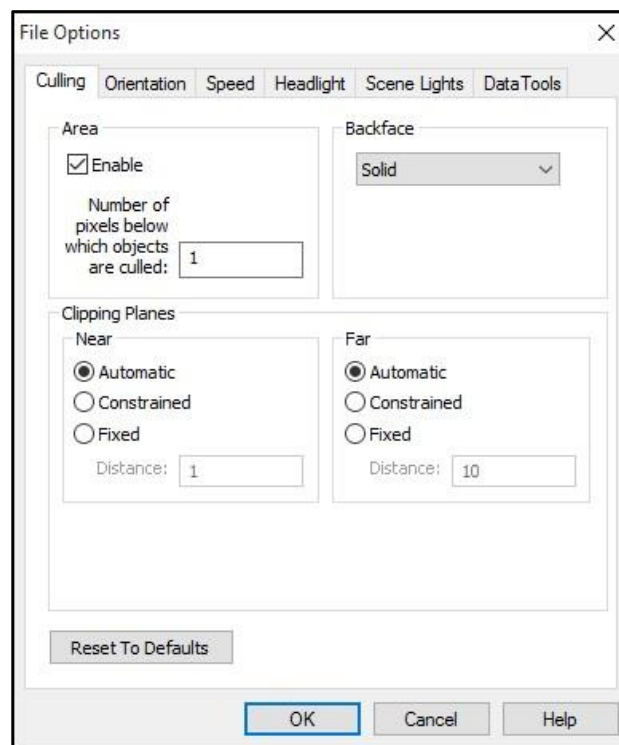 File Options
Culling Orientation Speed Headlight Scene Lights DataTools
Area
Enable
Number of
pixels below
which objects
are culled:
1
Backface
Solid
Clipping Planes
Near
Automatic
Constrained
Fixed
Distance: 1
Far
Automatic
Constrained
Fixed
Distance: 10
Reset To Defaults
OK Cancel Help